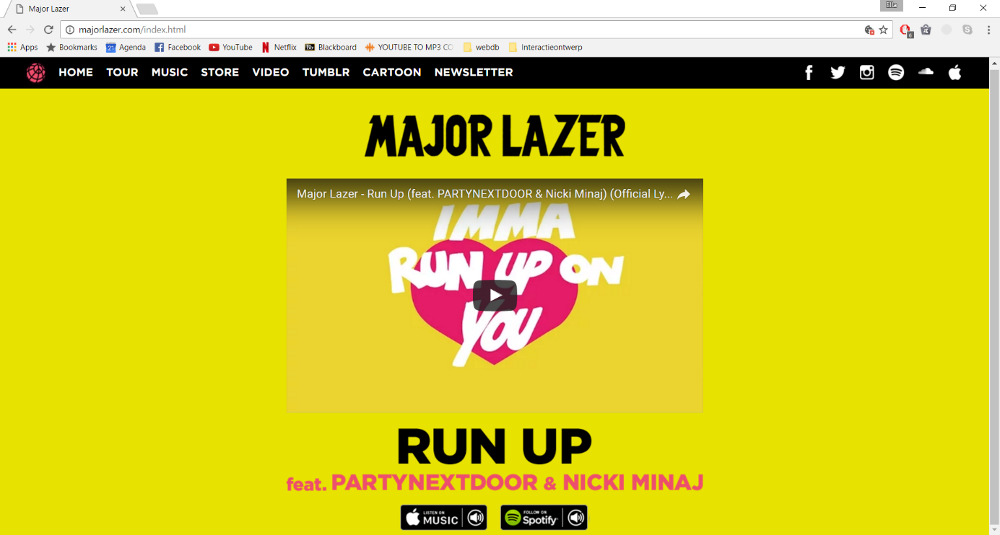 Major Lazer
Ella
majorlazer.com/index.html
6
Apps Bookmarks 21 Agenda Facebook YouTube Netflix Bb Blackboard YOUTUBE TO MP3 CO webdb Interactieontwerp
HOME TOUR MUSIC STORE VIDEO TUMBLR CARTOON NEWSLETTER
MAJOR LAZER
Major Lazer - Run Up (feat. PARTYNEXTDOOR & Nicki Minaj) (Official Ly...
IMMA
RUN UP ON
YOU
RUN UP
feat. PARTYNEXTDOOR & NICKI MINAJ
LISTEN ON
MUSIC
FOLLOW ON
Spotify